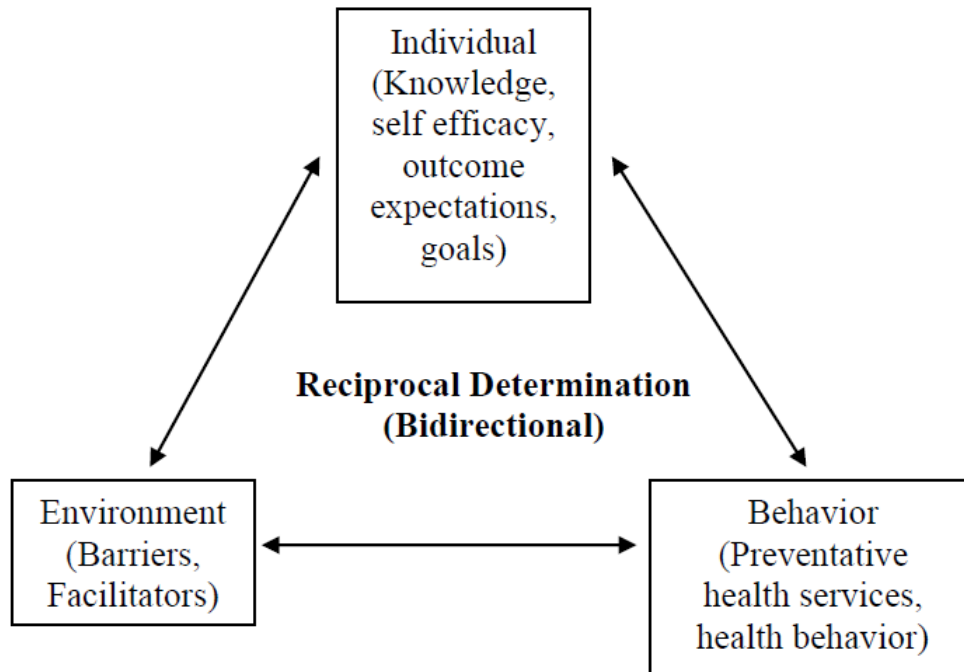 Individual
(Knowledge,
self efficacy,
outcome
expectations,
goals)
Reciprocal Determination
(Bidirectional)
Environment
(Barriers,
Facilitators)
Behavior
(Preventative
health services,
health behavior)